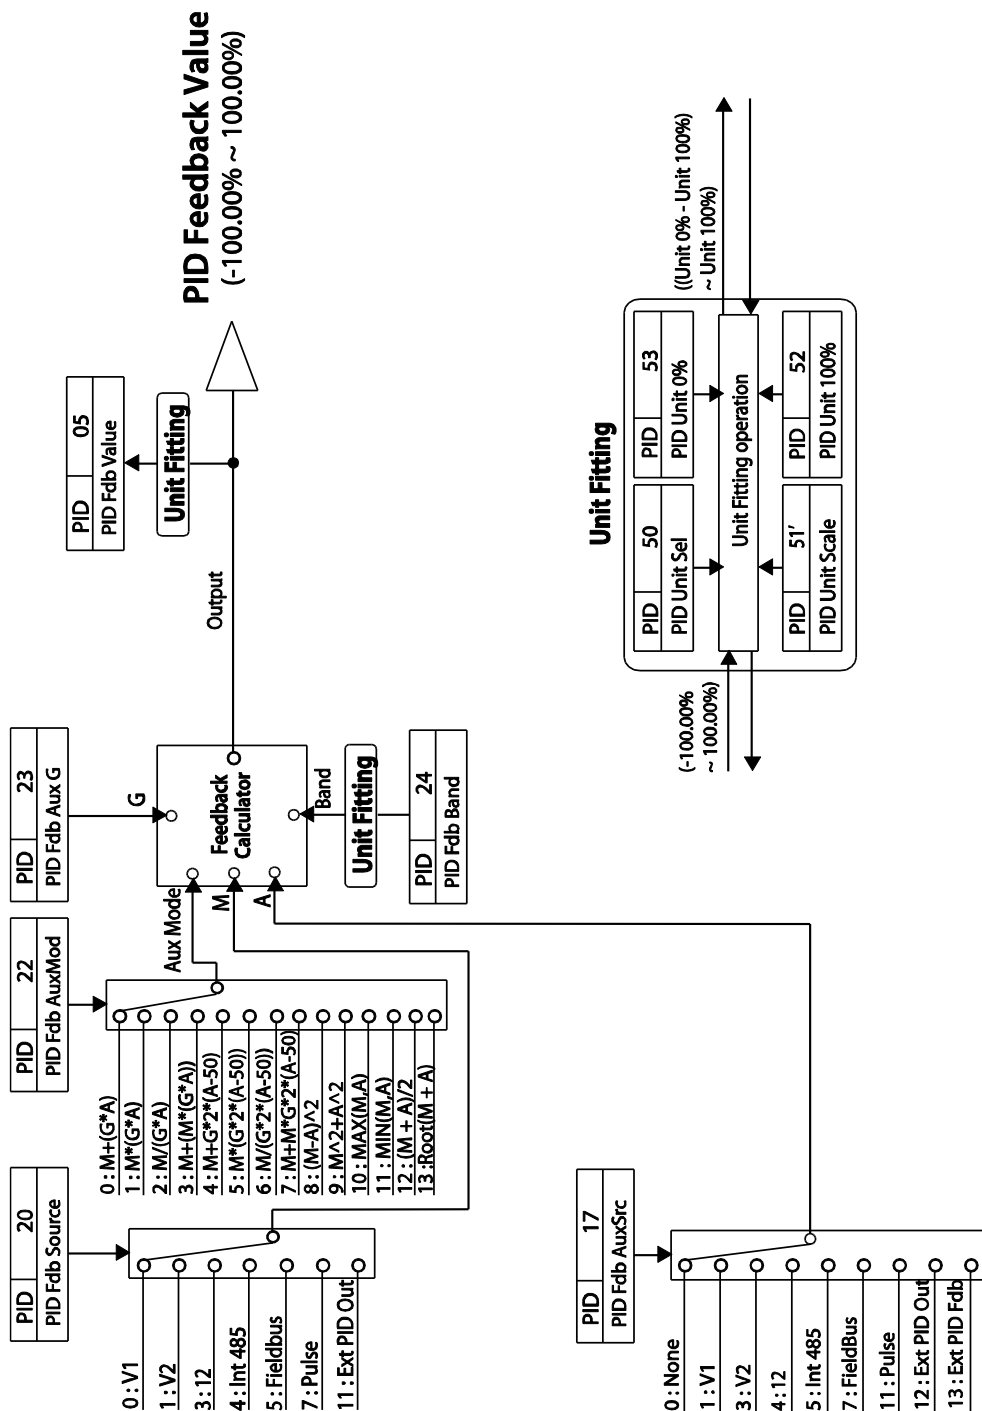 PID 20
PID Fdb Source
0 : V1
1 : V2
3 : 12
4 : Int 485
5 : Fieldbus
7 : Pulse
11 : Ext PID Out
PID 22
PID Fdb AuxMod
0 : M+(G*A)
1 : M*(G*A)
2 : M/(G*A)
3 : M+(M*(G*A))
4 : M+G*2*(A-50)
5 : M*(G*2*(A-50))
6 : M/(G*2*(A-50))
7 : M+M*G*2*(A-50)
8 : (M-A)^2
9 : M^2+A^2
10 : MAX(M,A)
11 : MIN(M,A)
12 : (M + A)/2
13 :Root(M + A)
PID 23
PID Fdb Aux G
G
Aux Mode
M
A
Feedback
Calculator
Band
Unit Fitting
PID 24
PID Fdb Band
Output
PID 05
PID Fdb Value
Unit Fitting
PID Feedback Value
(-100.00% ~ 100.00%)
PID 17
PID Fdb AuxSrc
0 : None
1 : V1
3 : V2
4 : 12
5 : Int 485
7 : FieldBus
11 : Pulse
12 : Ext PID Out
13 : Ext PID Fdb
Unit Fitting
(-100.00%
~ 100.00%)
PID 50
PID Unit Sel
PID 53
PID Unit 0%
Unit Fitting operation
PID 51'
PID Unit Scale
PID 52
PID Unit 100%
((Unit 0% - Unit 100%)
~ Unit 100%)